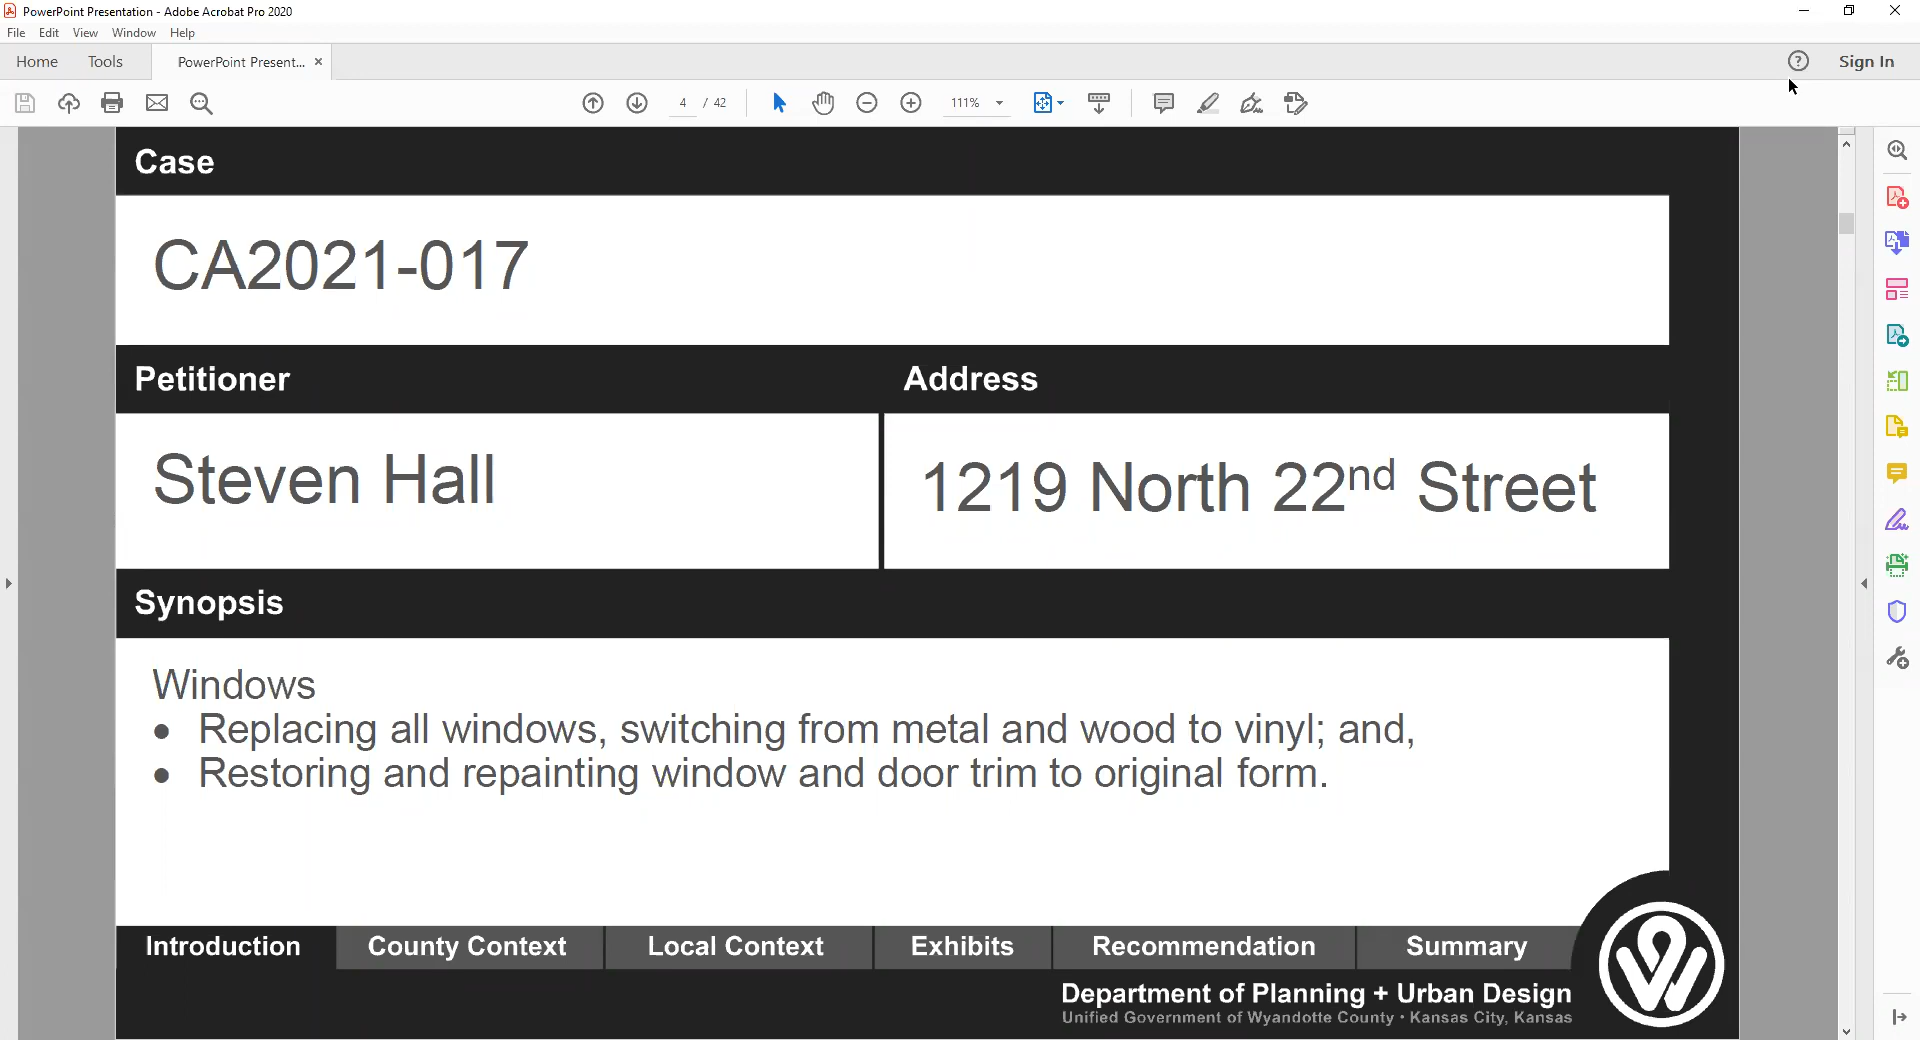 PowerPoint Presentation - Adobe Acrobat Pro 2020
File Edit View Window Help
Home Tools PowerPoint Present... × ? Sign In
4 / 42 111%
Case
CA2021-017
Petitioner Address
Steven Hall 1219 North 22nd Street
Synopsis
Windows
• Replacing all windows, switching from metal and wood to vinyl; and,
• Restoring and repainting window and door trim to original form.
Introduction County Context Local Context Exhibits Recommendation Summary
Department of Planning + Urban Design
Unified Government of Wyandotte County • Kansas City, Kansas